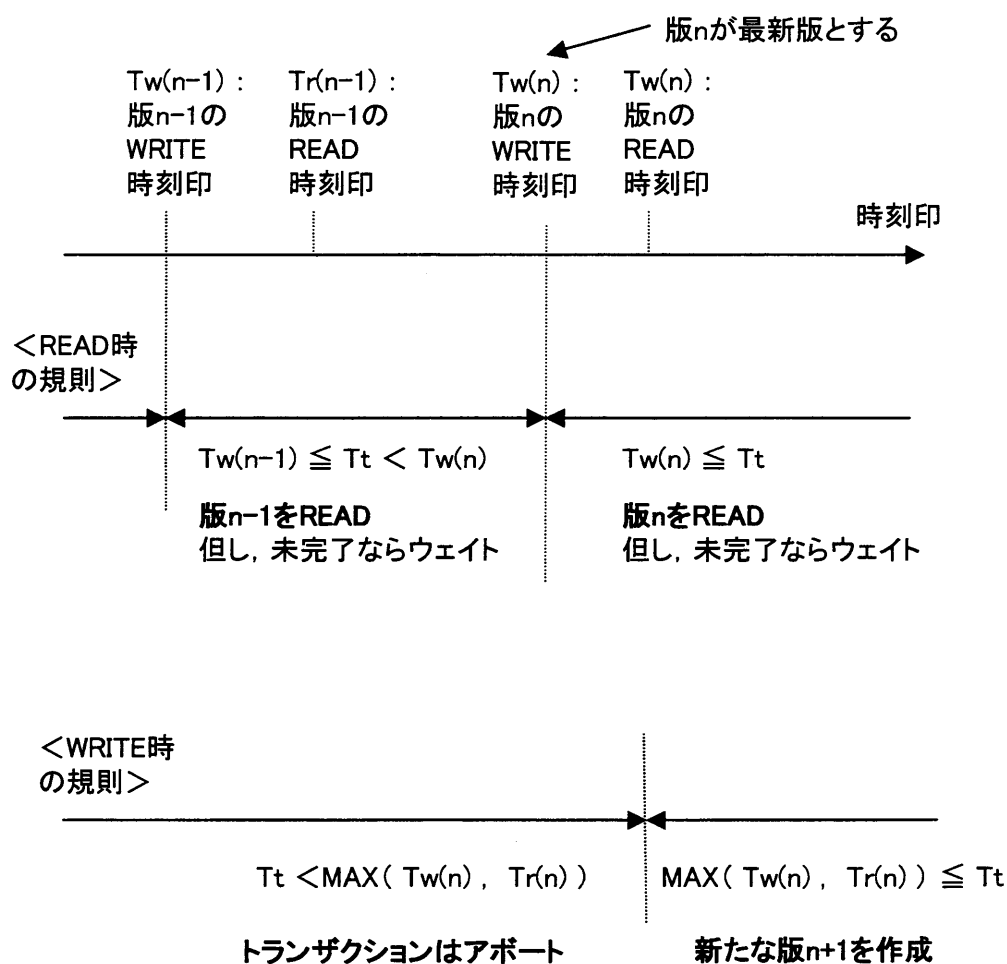 版nが最新版とする
Tw(n-1) :
版n-1の
WRITE
時刻印
Tr(n-1) :
版n-1の
READ
時刻印
Tw(n) :
版nの
WRITE
時刻印
Tw(n) :
版nの
READ
時刻印
時刻印
＜READ時
の規則＞
Tw(n-1) ≦ Tt < Tw(n)
版n-1をREAD
但し, 未完了ならウェイト
Tw(n) ≦ Tt
版nをREAD
但し, 未完了ならウェイト
＜WRITE時
の規則＞
Tt <MAX( Tw(n) , Tr(n) )
トランザクションはアボート
MAX( Tw(n) , Tr(n) ) ≦ Tt
新たな版n+1を作成